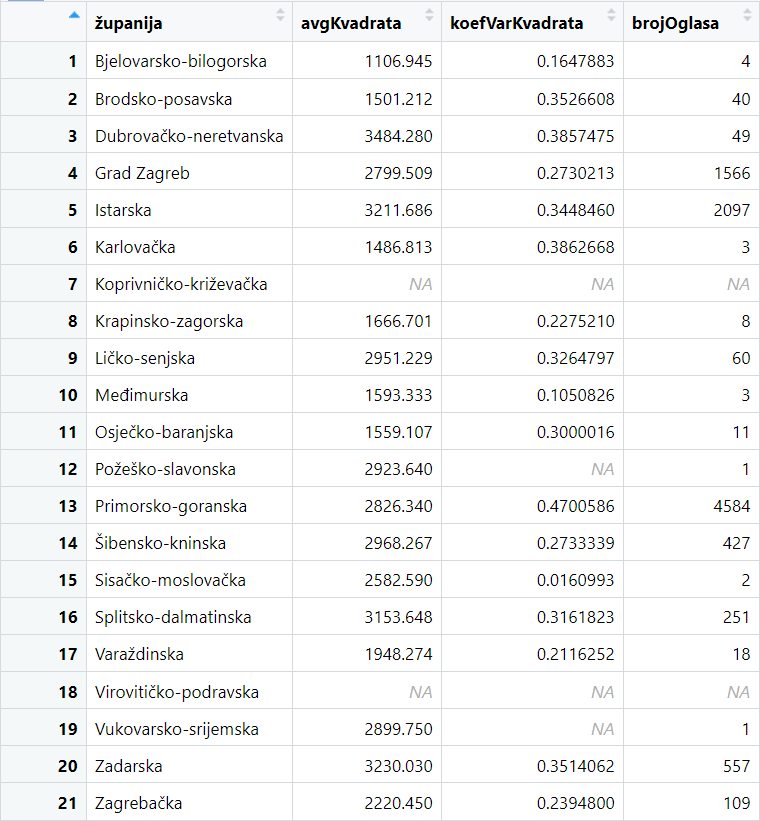 županija avgKvadrata koefVarKvadrata brojOglasa
1 Bjelovarsko-bilogorska 1106.945 0.1647883 4
2 Brodsko-posavska 1501.212 0.3526608 40
3 Dubrovačko-neretvanska 3484.280 0.3857475 49
4 Grad Zagreb 2799.509 0.2730213 1566
5 Istarska 3211.686 0.3448460 2097
6 Karlovačka 1486.813 0.3862668 3
7 Koprivničko-križevačka NA NA NA
8 Krapinsko-zagorska 1666.701 0.2275210 8
9 Ličko-senjska 2951.229 0.3264797 60
10 Međimurska 1593.333 0.1050826 3
11 Osječko-baranjska 1559.107 0.3000016 11
12 Požeško-slavonska 2923.640 NA 1
13 Primorsko-goranska 2826.340 0.4700586 4584
14 Šibensko-kninska 2968.267 0.2733339 427
15 Sisačko-moslovačka 2582.590 0.0160993 2
16 Splitsko-dalmatinska 3153.648 0.3161823 251
17 Varaždinska 1948.274 0.2116252 18
18 Virovitičko-podravska NA NA NA
19 Vukovarsko-srijemska 2899.750 NA 1
20 Zadarska 3230.030 0.3514062 557
21 Zagrebačka 2220.450 0.2394800 109